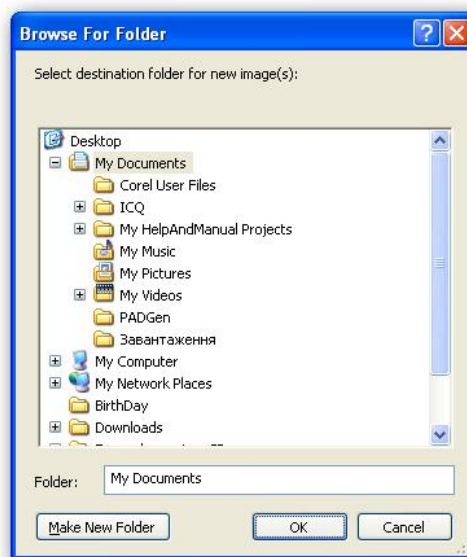 Browse For Folder
Select destination folder for new image(s):
Desktop
My Documents
Corel User Files
ICQ
My HelpAndManual Projects
My Music
My Pictures
My Videos
PADGen
Завантаження
My Computer
My Network Places
BirthDay
Downloads
Folder: My Documents
Make New Folder OK Cancel